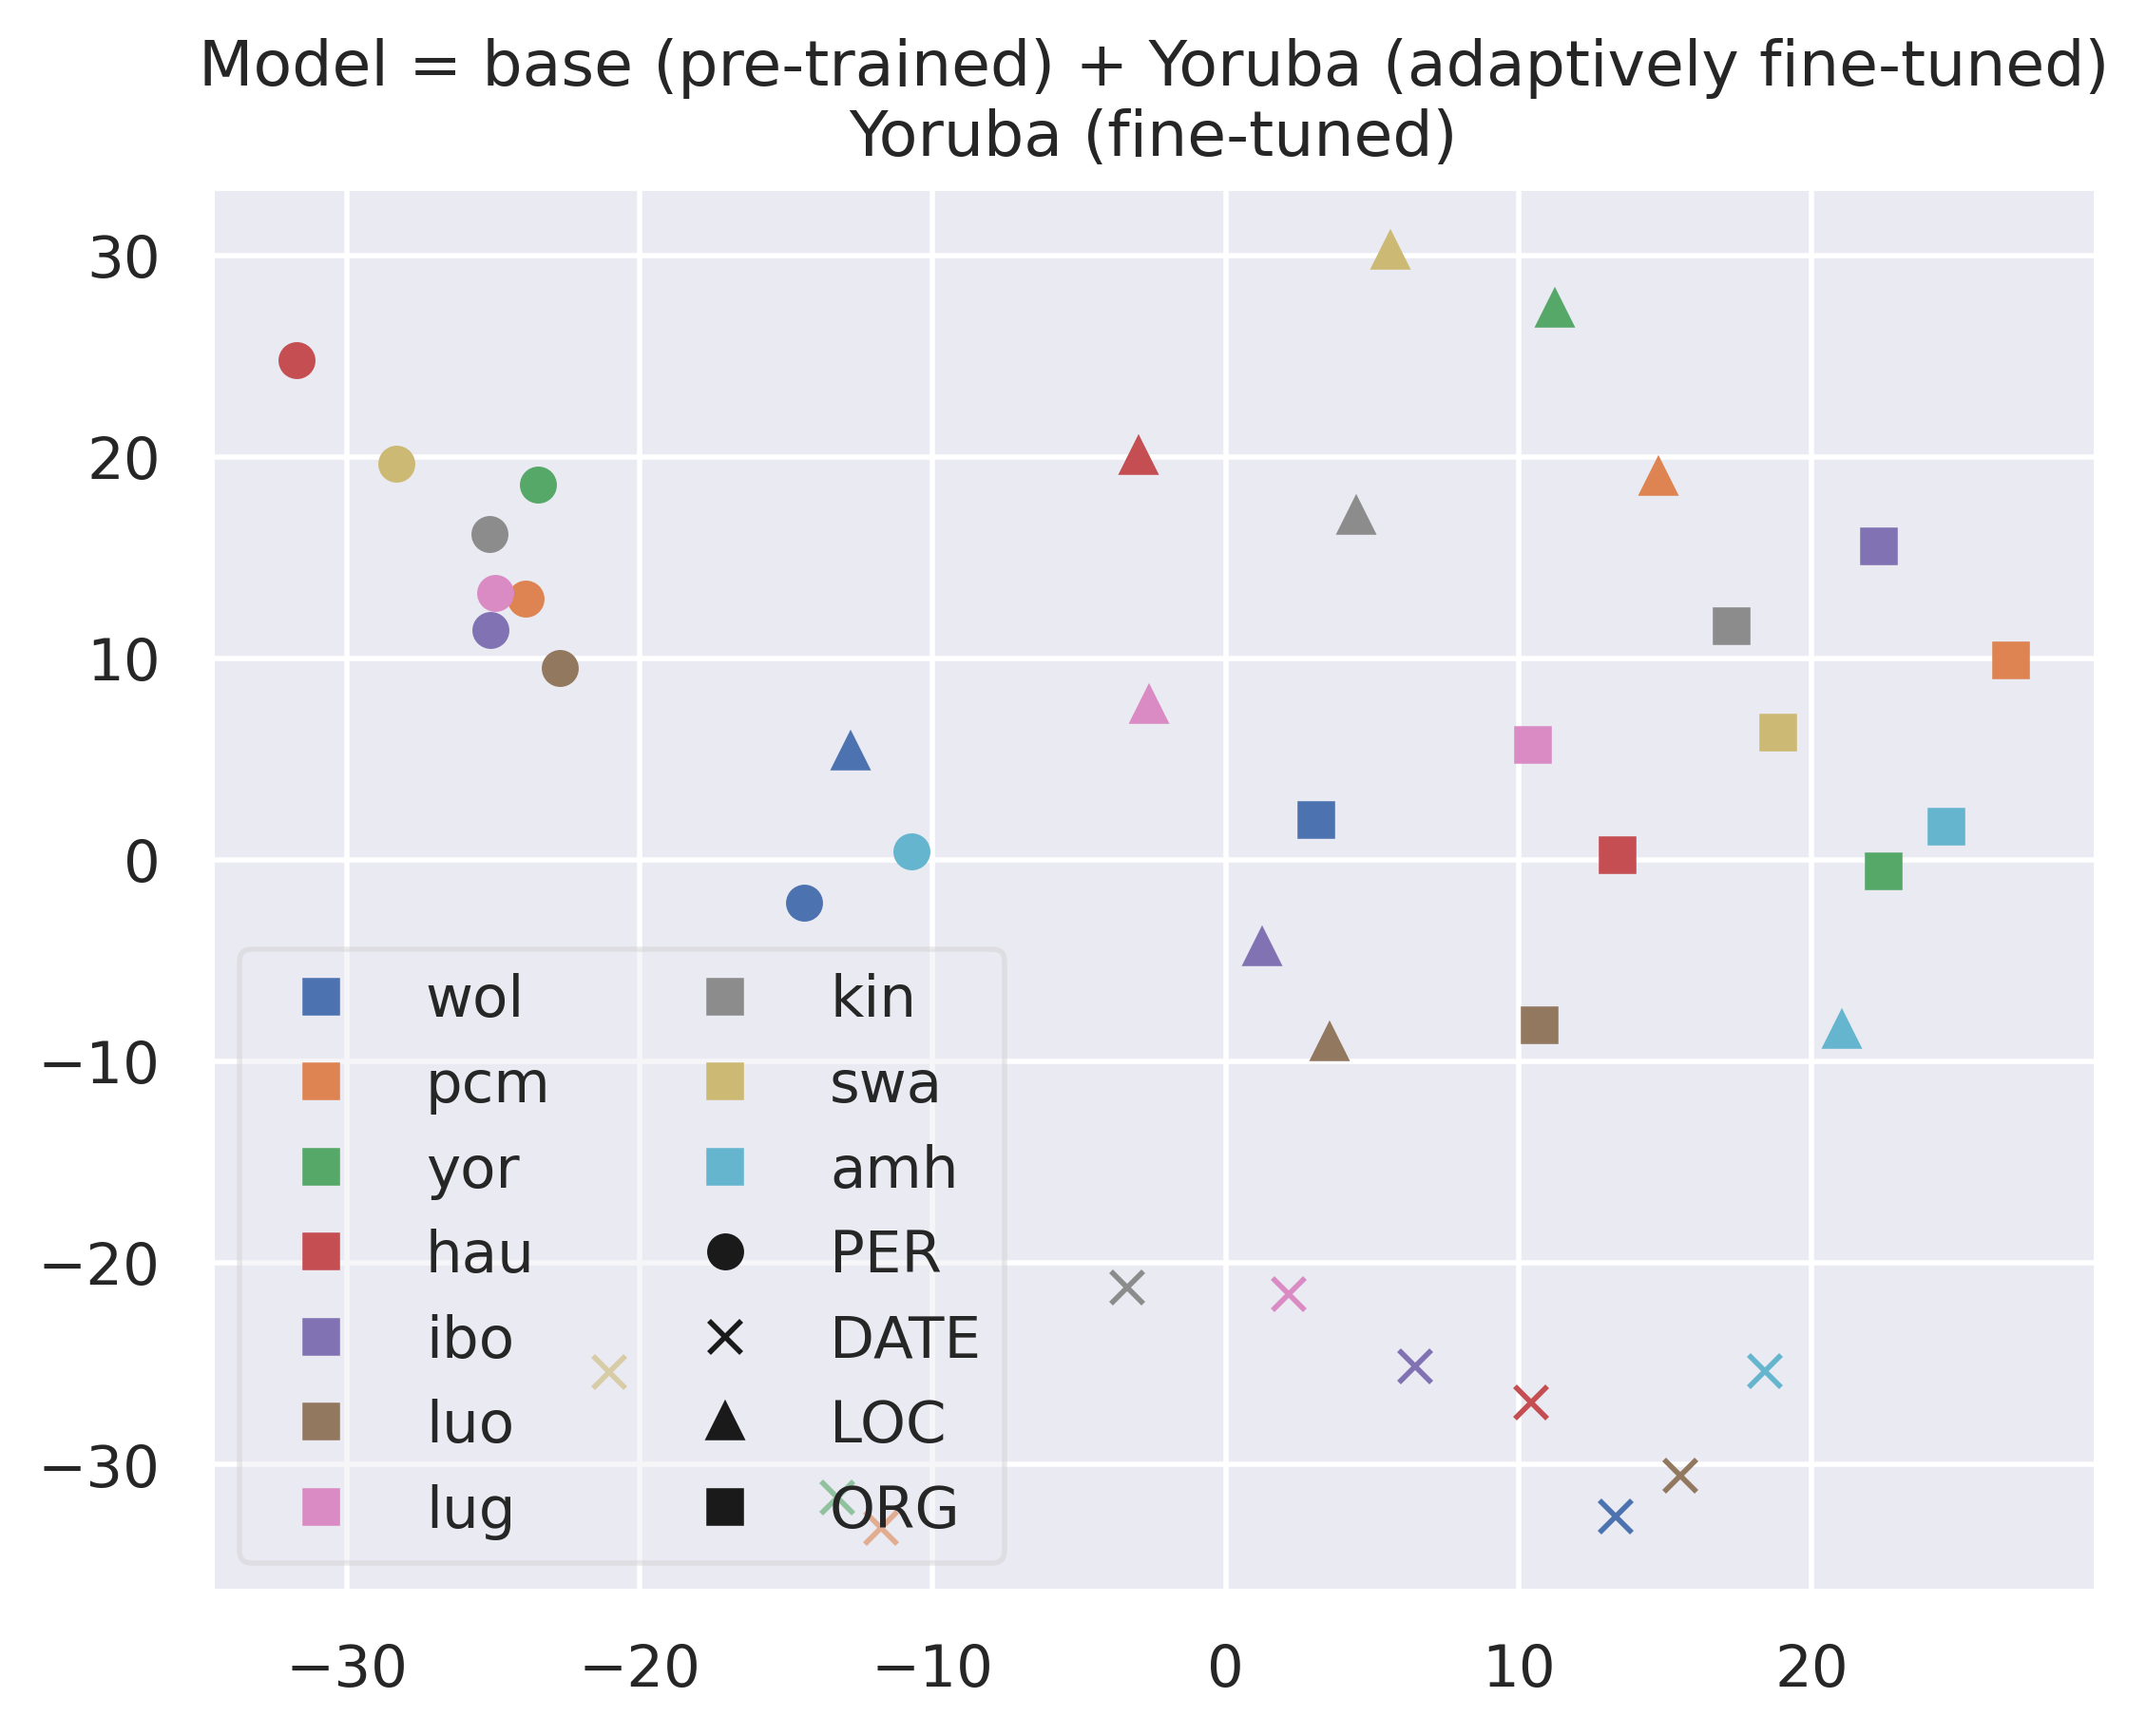 Model = base (pre-trained) + Yoruba (adaptively fine-tuned)
Yoruba (fine-tuned)
30
20
10
0
−10
−20
−30
wol
pcm
yor
hau
ibo
luo
lug
kin
swa
amh
PER
DATE
LOC
ORG
−30
−20
−10
0
10
20